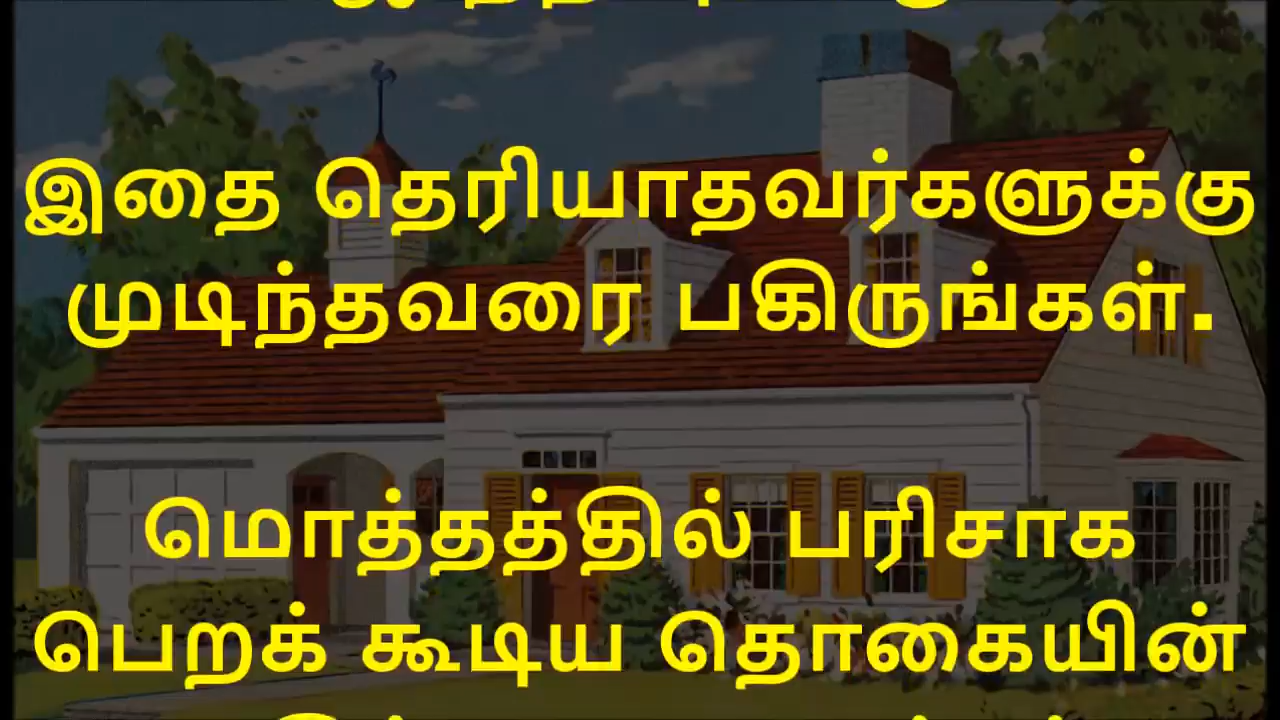 இதை தெரியாதவர்களுக்கு
முடிந்தவரை பகிருங்கள்.
மொத்தத்தில் பரிசாக
பெறக் கூடிய தொகையின்